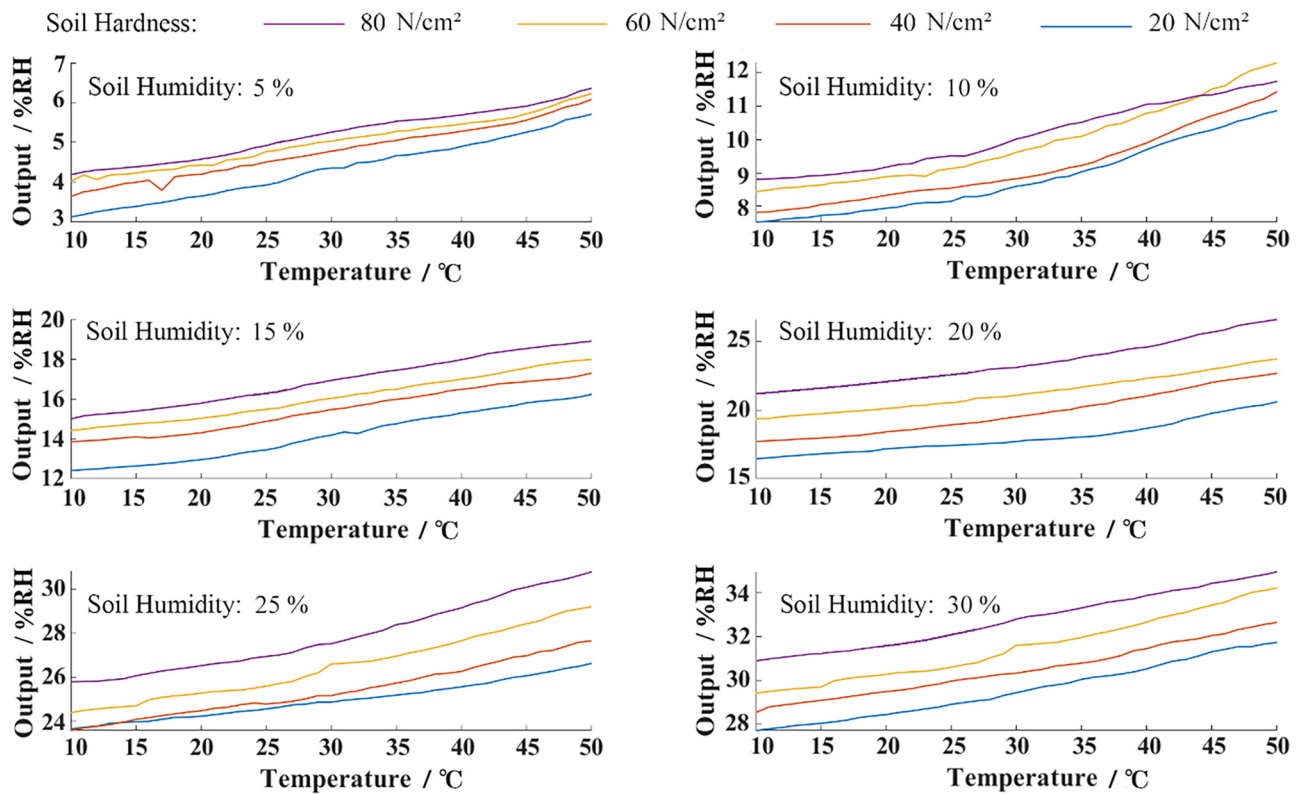 Soil Hardness: 80 N/cm² 60 N/cm² 40 N/cm² 20 N/cm²
Soil Humidity: 5 %
Output / %RH
7
6
5
4
3
10 15 20 25 30 35 40 45 50
Temperature / ℃
Soil Humidity: 10 %
Output / %RH
12
11
10
9
8
10 15 20 25 30 35 40 45 50
Temperature / ℃
Soil Humidity: 15 %
Output / %RH
20
18
16
14
12
10 15 20 25 30 35 40 45 50
Temperature / ℃
Soil Humidity: 20 %
Output / %RH
25
20
15
10 15 20 25 30 35 40 45 50
Temperature / ℃
Soil Humidity: 25 %
Output / %RH
30
28
26
24
10 15 20 25 30 35 40 45 50
Temperature / ℃
Soil Humidity: 30 %
Output / %RH
34
32
30
28
10 15 20 25 30 35 40 45 50
Temperature / ℃